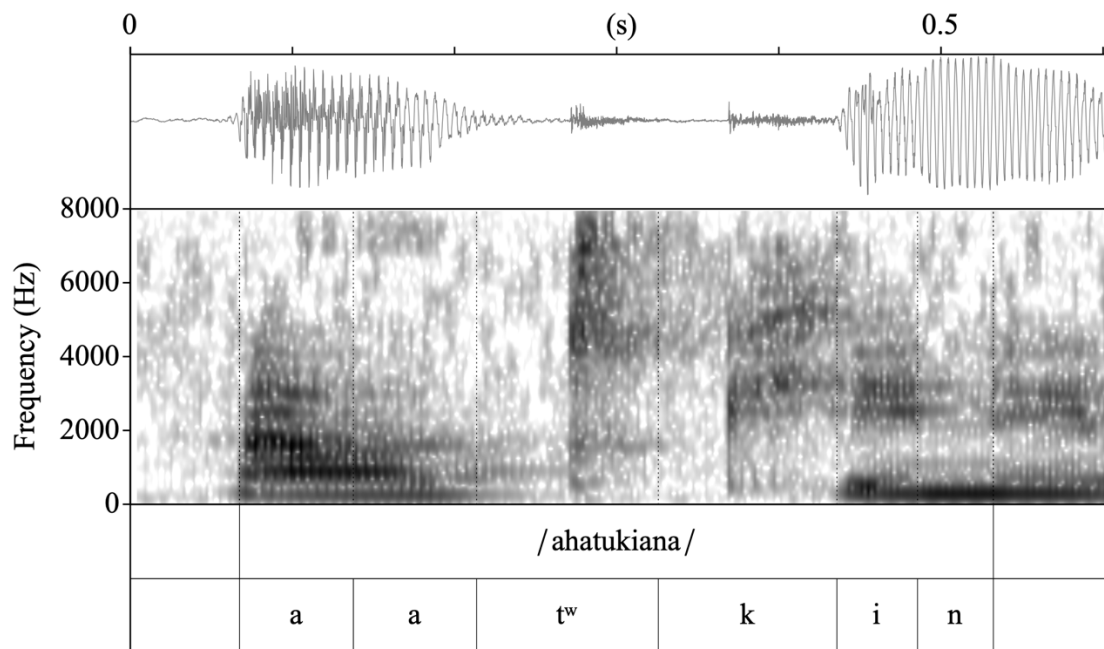 0 (s) 0.5
8000
6000
4000
2000
0
Frequency (Hz)
/ahatukiana/
a a tʷ k i n